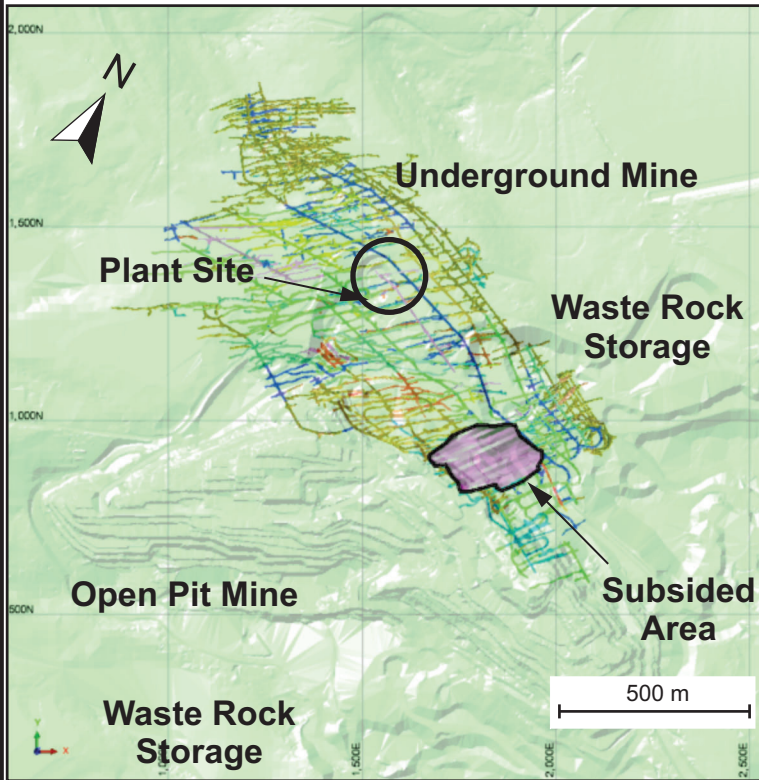 2,000N
N
Underground Mine
1,500N
Plant Site
Waste Rock
Storage
1,000N
Open Pit Mine
Subsided
Area
500N
500 m
Waste Rock
Storage
Y
X
1,500E
2,000E
2,500E